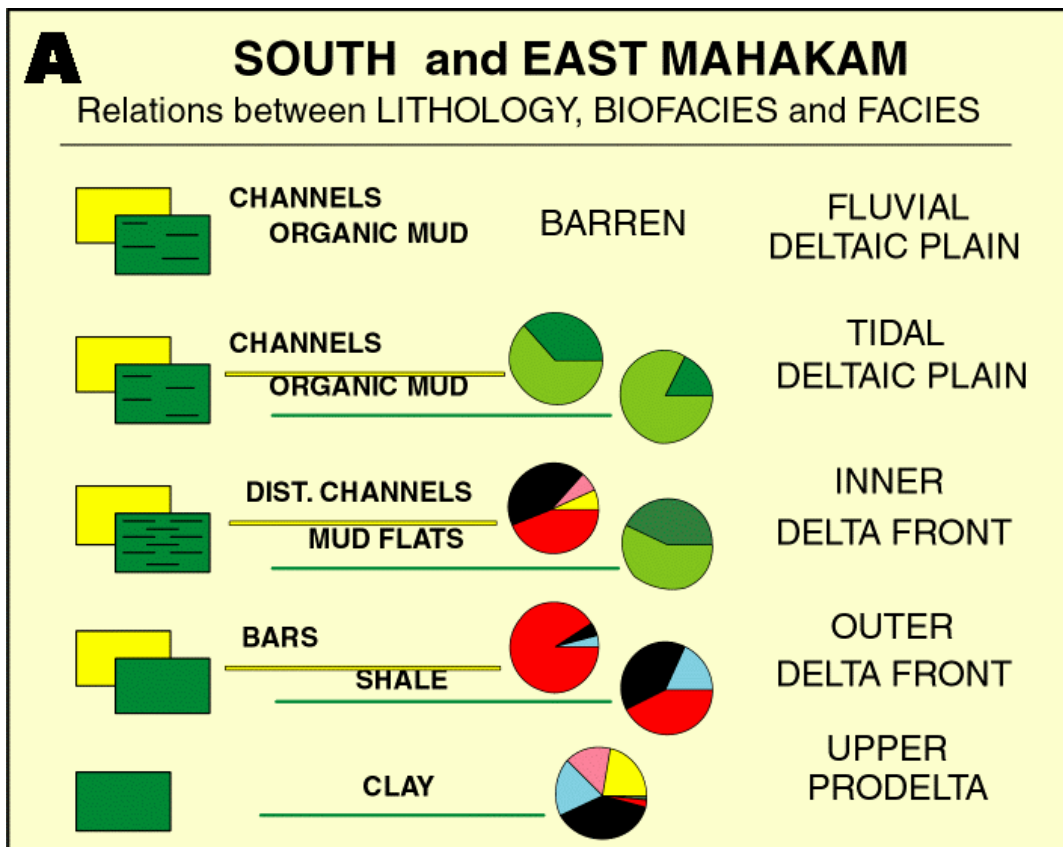 A
SOUTH and EAST MAHAKAM
Relations between LITHOLOGY, BIOFACIES and FACIES
CHANNELS
ORGANIC MUD
BARREN
FLUVIAL
DELTAIC PLAIN
CHANNELS
ORGANIC MUD
TIDAL
DELTAIC PLAIN
DIST. CHANNELS
MUD FLATS
INNER
DELTA FRONT
BARS
SHALE
OUTER
DELTA FRONT
CLAY
UPPER
PRODELTA